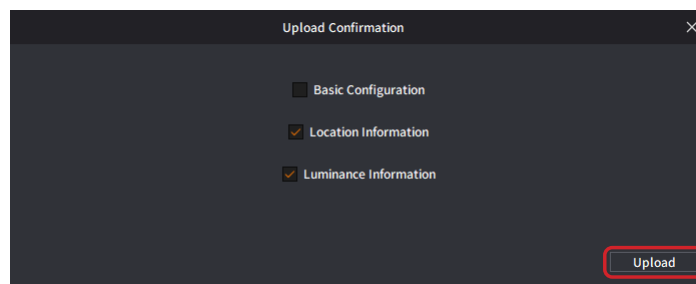 Upload Confirmation
Basic Configuration
Location Information
Luminance Information
Upload